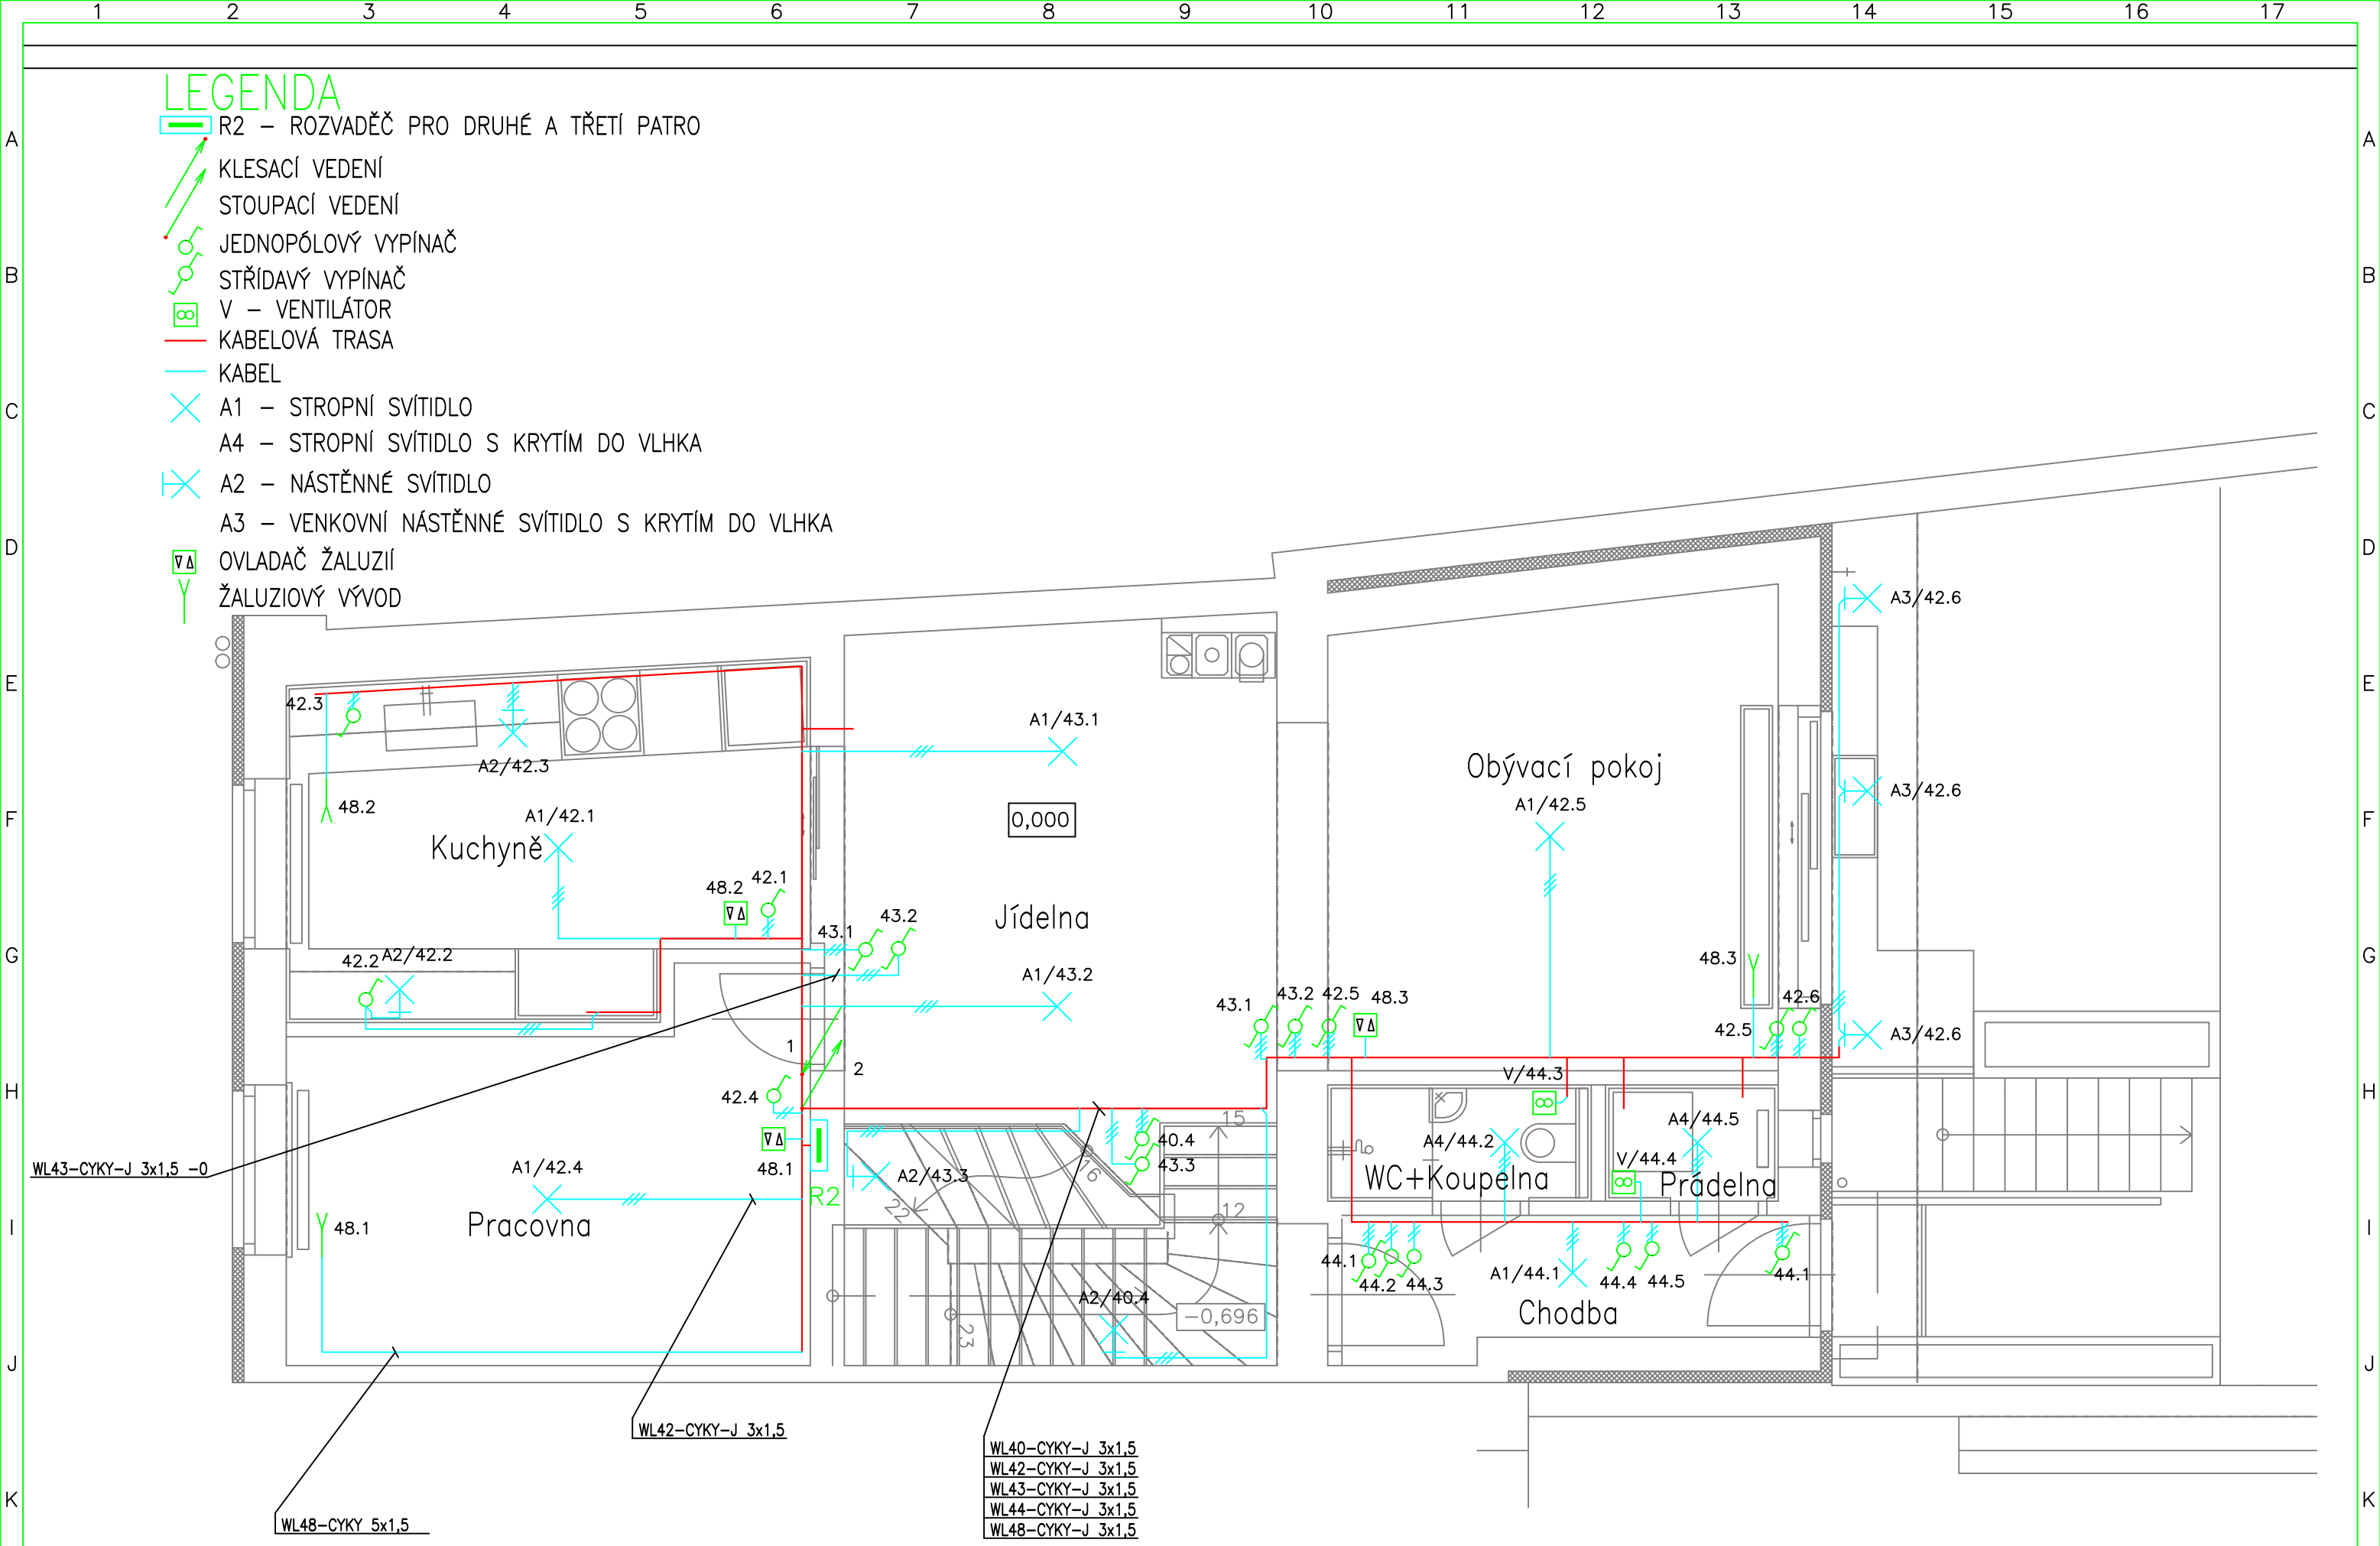 1 2 3 4 5 6 7 8 9 10 11 12 13 14 15 16 17
LEGENDA
R2 – ROZVADĚČ PRO DRUHÉ A TŘETÍ PATRO
A A
KLESACÍ VEDENÍ
STOUPACÍ VEDENÍ
JEDNOPÓLOVÝ VYPÍNAČ
B B
STŘÍDAVÝ VYPÍNAČ
V – VENTILÁTOR
KABELOVÁ TRASA
KABEL
A1 – STROPNÍ SVÍTIDLO
C C
A4 – STROPNÍ SVÍTIDLO S KRYTÍM DO VLHKA
A2 – NÁSTĚNNÉ SVÍTIDLO
A3 – VENKOVNÍ NÁSTĚNNÉ SVÍTIDLO S KRYTÍM DO VLHKA
D D
OVLADAČ ŽALUZIÍ
ŽALUZIOVÝ VÝVOD
A3/42.6
E E
42.3
A1/43.1
A2/42.3
Obývací pokoj
A3/42.6
48.2
A1/42.5
A1/42.1
F F
0,000
Kuchyně
48.2 42.1
43.1 43.2
Jídelna
G G
42.2 A2/42.2
48.3
A1/43.2
43.1 43.2 42.5 48.3
42.6
42.5
A3/42.6
1
2
V/44.3
H H
42.4
15
A4/44.5
40.4
A4/44.2
43.3
WL43–CYKY–J 3x1,5 –0
A1/42.4
48.1
A2/43.3
16
V/44.4
WC+Koupelna
Prádelna
R2
22
12
I I
48.1
Pracovna
44.1
44.2 44.3
A1/44.1
44.4 44.5
44.1
A2/40.4
–0,696
Chodba
23
J J
WL42–CYKY–J 3x1,5
WL40–CYKY–J 3x1,5
WL42–CYKY–J 3x1,5
WL43–CYKY–J 3x1,5
WL44–CYKY–J 3x1,5
WL48–CYKY–J 3x1,5
K K
WL48–CYKY 5x1,5